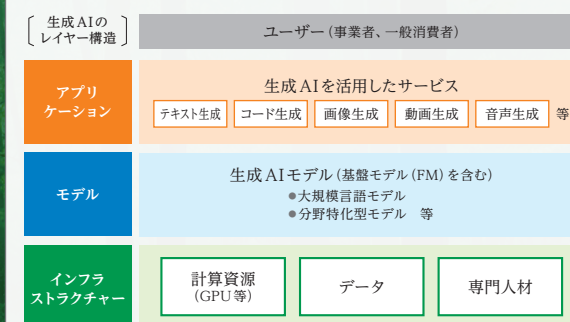 生成AIの
レイヤー構造
ユーザー（事業者、一般消費者）
アプリ
ケーション
生成AIを活用したサービス
テキスト生成 コード生成 画像生成 動画生成 音声生成 等
モデル
生成AIモデル（基盤モデル（FM）を含む）
●大規模言語モデル
●分野特化型モデル 等
インフラ
ストラクチャー
計算資源
（GPU等）
データ
専門人材